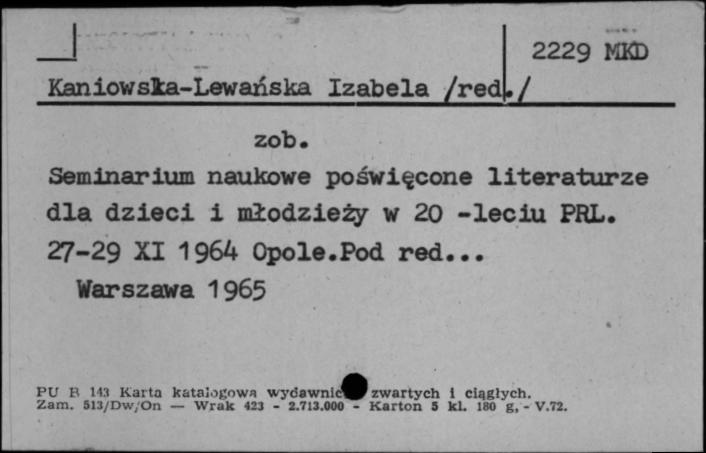 2229 MKD
Kaniowska-Lewańska Izabela /red./
zob.
Seminarium naukowe poświęcone literaturze
dla dzieci i młodzieży w 20 -leciu PRL.
27-29 XI 1964 Opole.Pod red...
Warszawa 1965
PU B 143 Karta katalogowa wydawnic zwartych i ciągłych.
Zam. 513/Dw/On — Wrak 423 - 2.713.000 - Karton 5 kl. 180 g, - V.72.